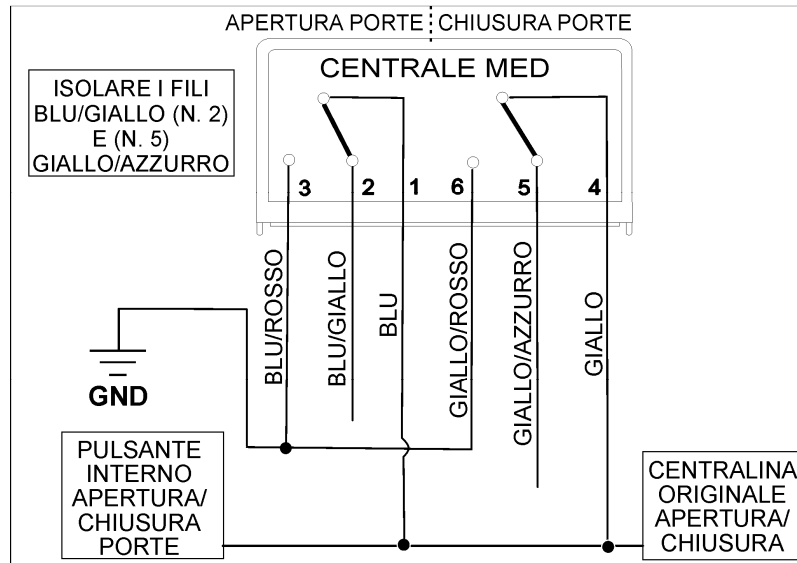 APERTURA PORTE
CHIUSURA PORTE
CENTRALE MED
ISOLARE I FILI
BLU/GIALLO (N. 2)
E (N. 5)
GIALLO/AZZURRO
3
2
1
6
5
4
BLU/ROSSO
BLU/GIALLO
BLU
GIALLO/ROSSO
GIALLO/AZZURRO
GIALLO
GND
PULSANTE
INTERNO
APERTURA/
CHIUSURA
PORTE
CENTRALINA
ORIGINALE
APERTURA/
CHIUSURA